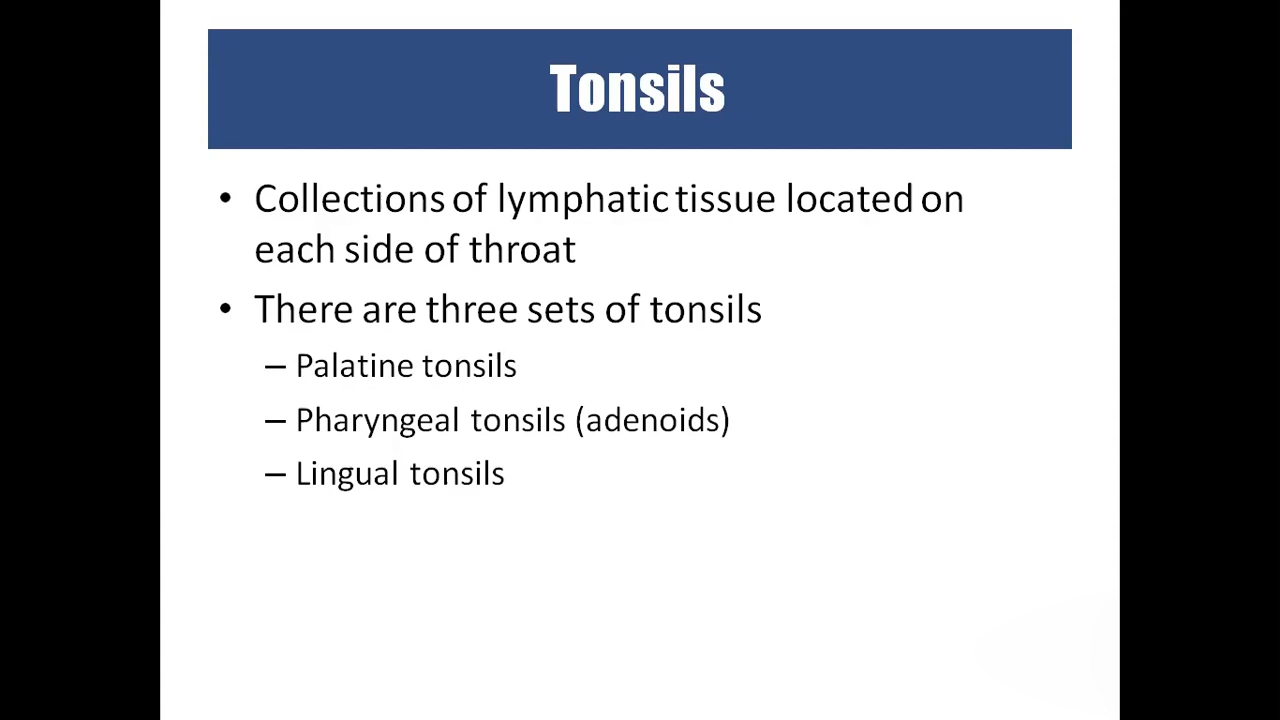 Tonsils
• Collections of lymphatic tissue located on
each side of throat
• There are three sets of tonsils
– Palatine tonsils
– Pharyngeal tonsils (adenoids)
– Lingual tonsils